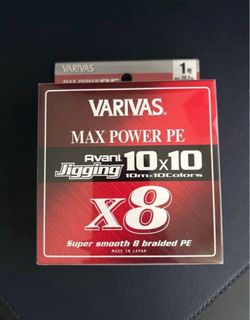 VARIVAS
1号
VARIVAS®
MAX POWER PE
Avani
Jigging 10x10
10m×10Colors
x8
Super smooth 8 braided PE
MADE IN JAPAN